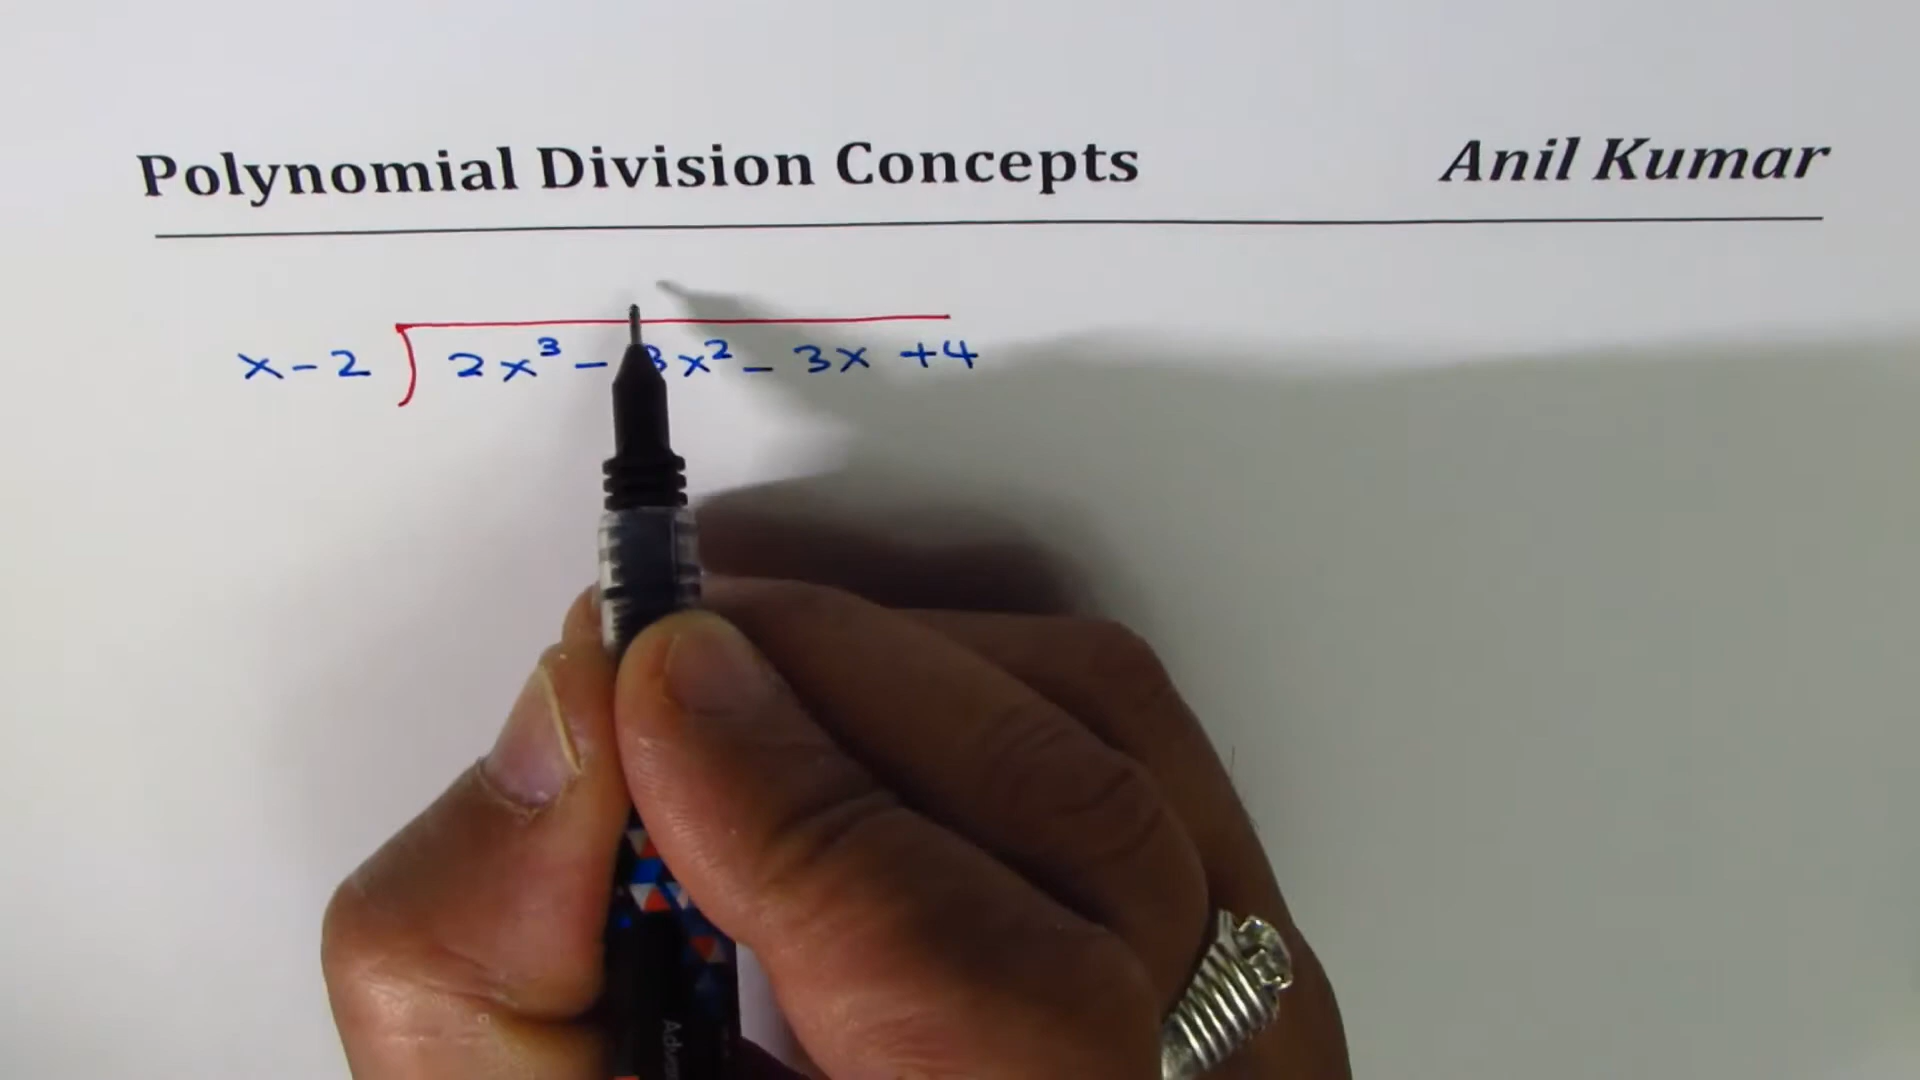 Polynomial Division Concepts Anil Kumar
x - 2 ) 2x³ - 3x² - 3x + 4